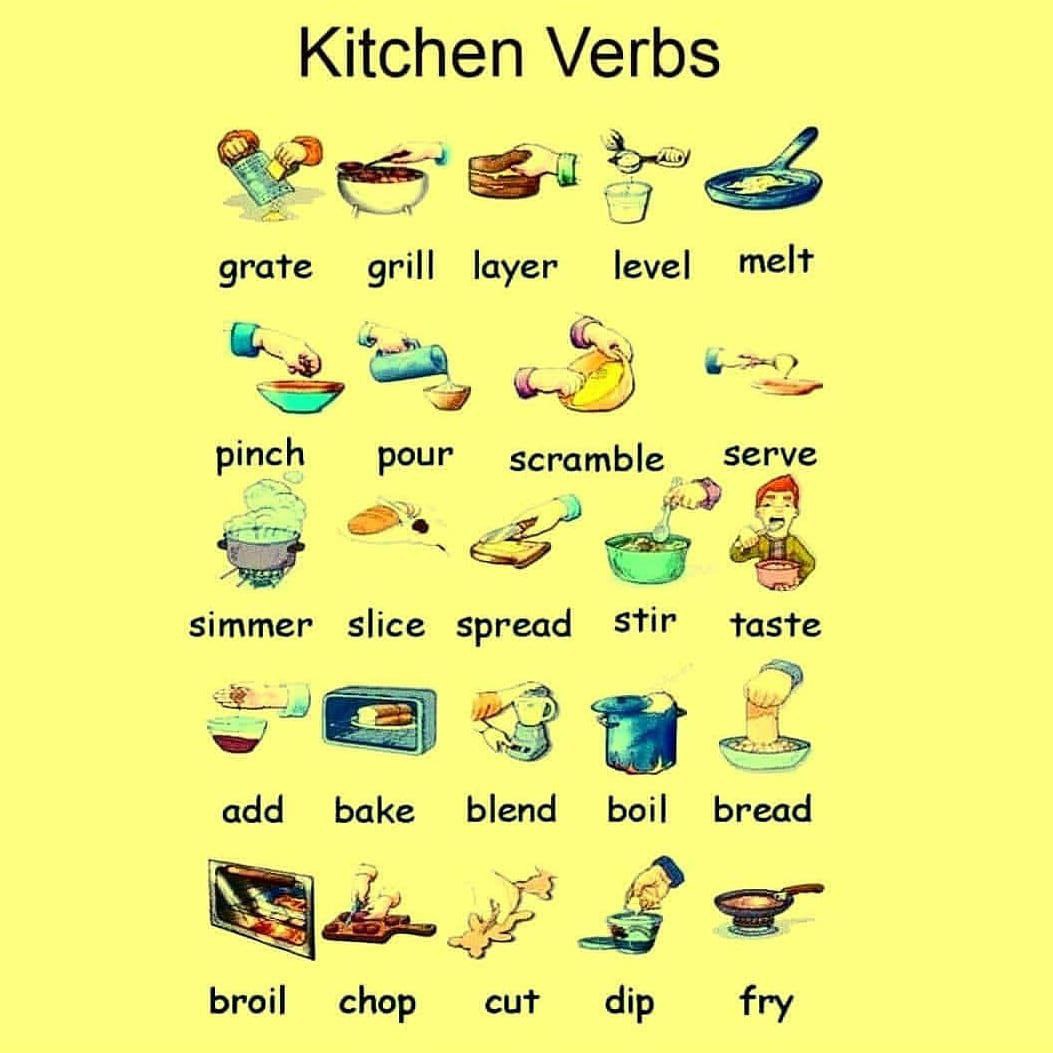 Kitchen Verbs
grate grill layer level melt
pinch pour scramble serve
simmer slice spread stir taste
add bake blend boil bread
broil chop cut dip fry